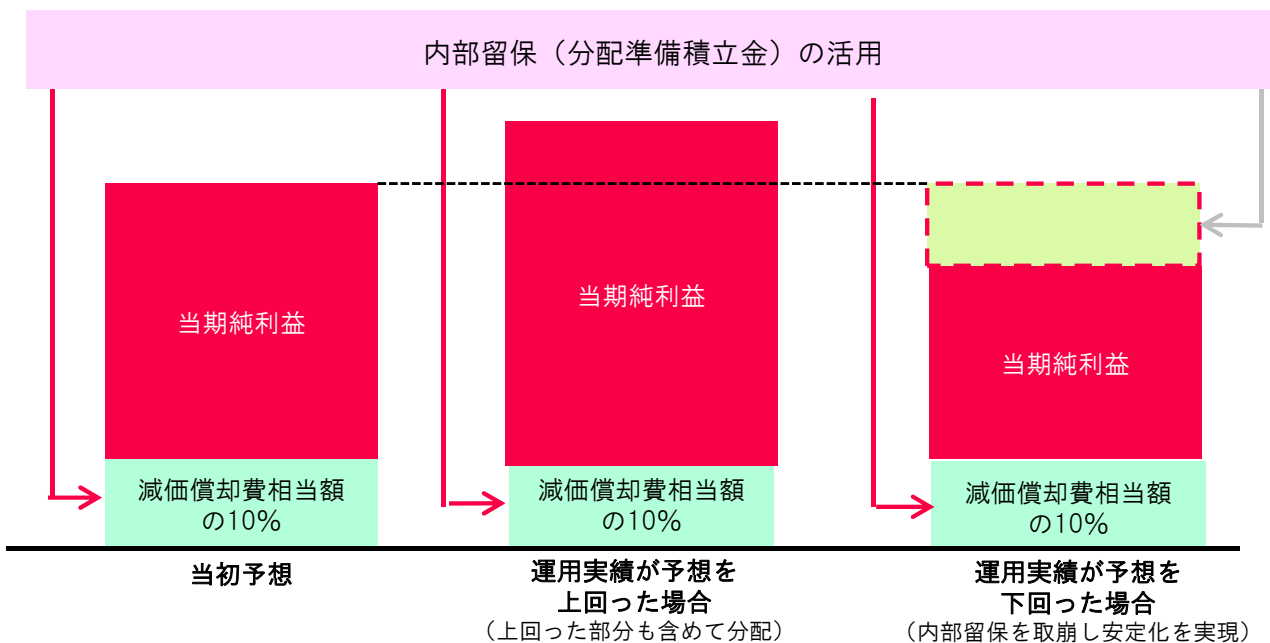 内部留保（分配準備積立金）の活用
当期純利益
減価償却費相当額
の10％
当初予想
当期純利益
減価償却費相当額
の10％
運用実績が予想を
上回った場合
（上回った部分も含めて分配）
当期純利益
減価償却費相当額
の10％
運用実績が予想を
下回った場合
（内部留保を取崩し安定化を実現）